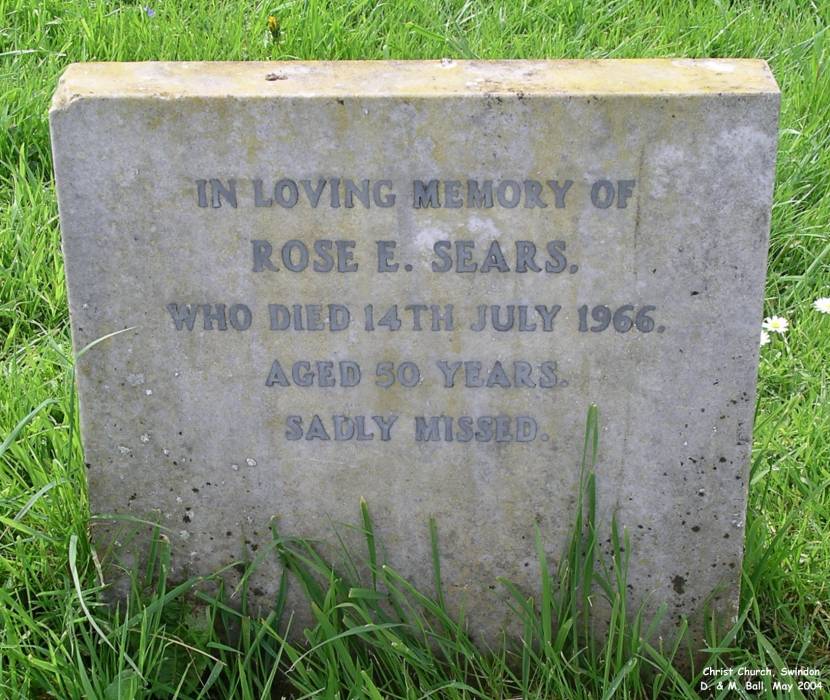 IN LOVING MEMORY OF
ROSE E. SEARS.
WHO DIED 14TH JULY 1966.
AGED 50 YEARS.
SADLY MISSED.
Christ Church, Swindon
D. & M. Ball, May 2004